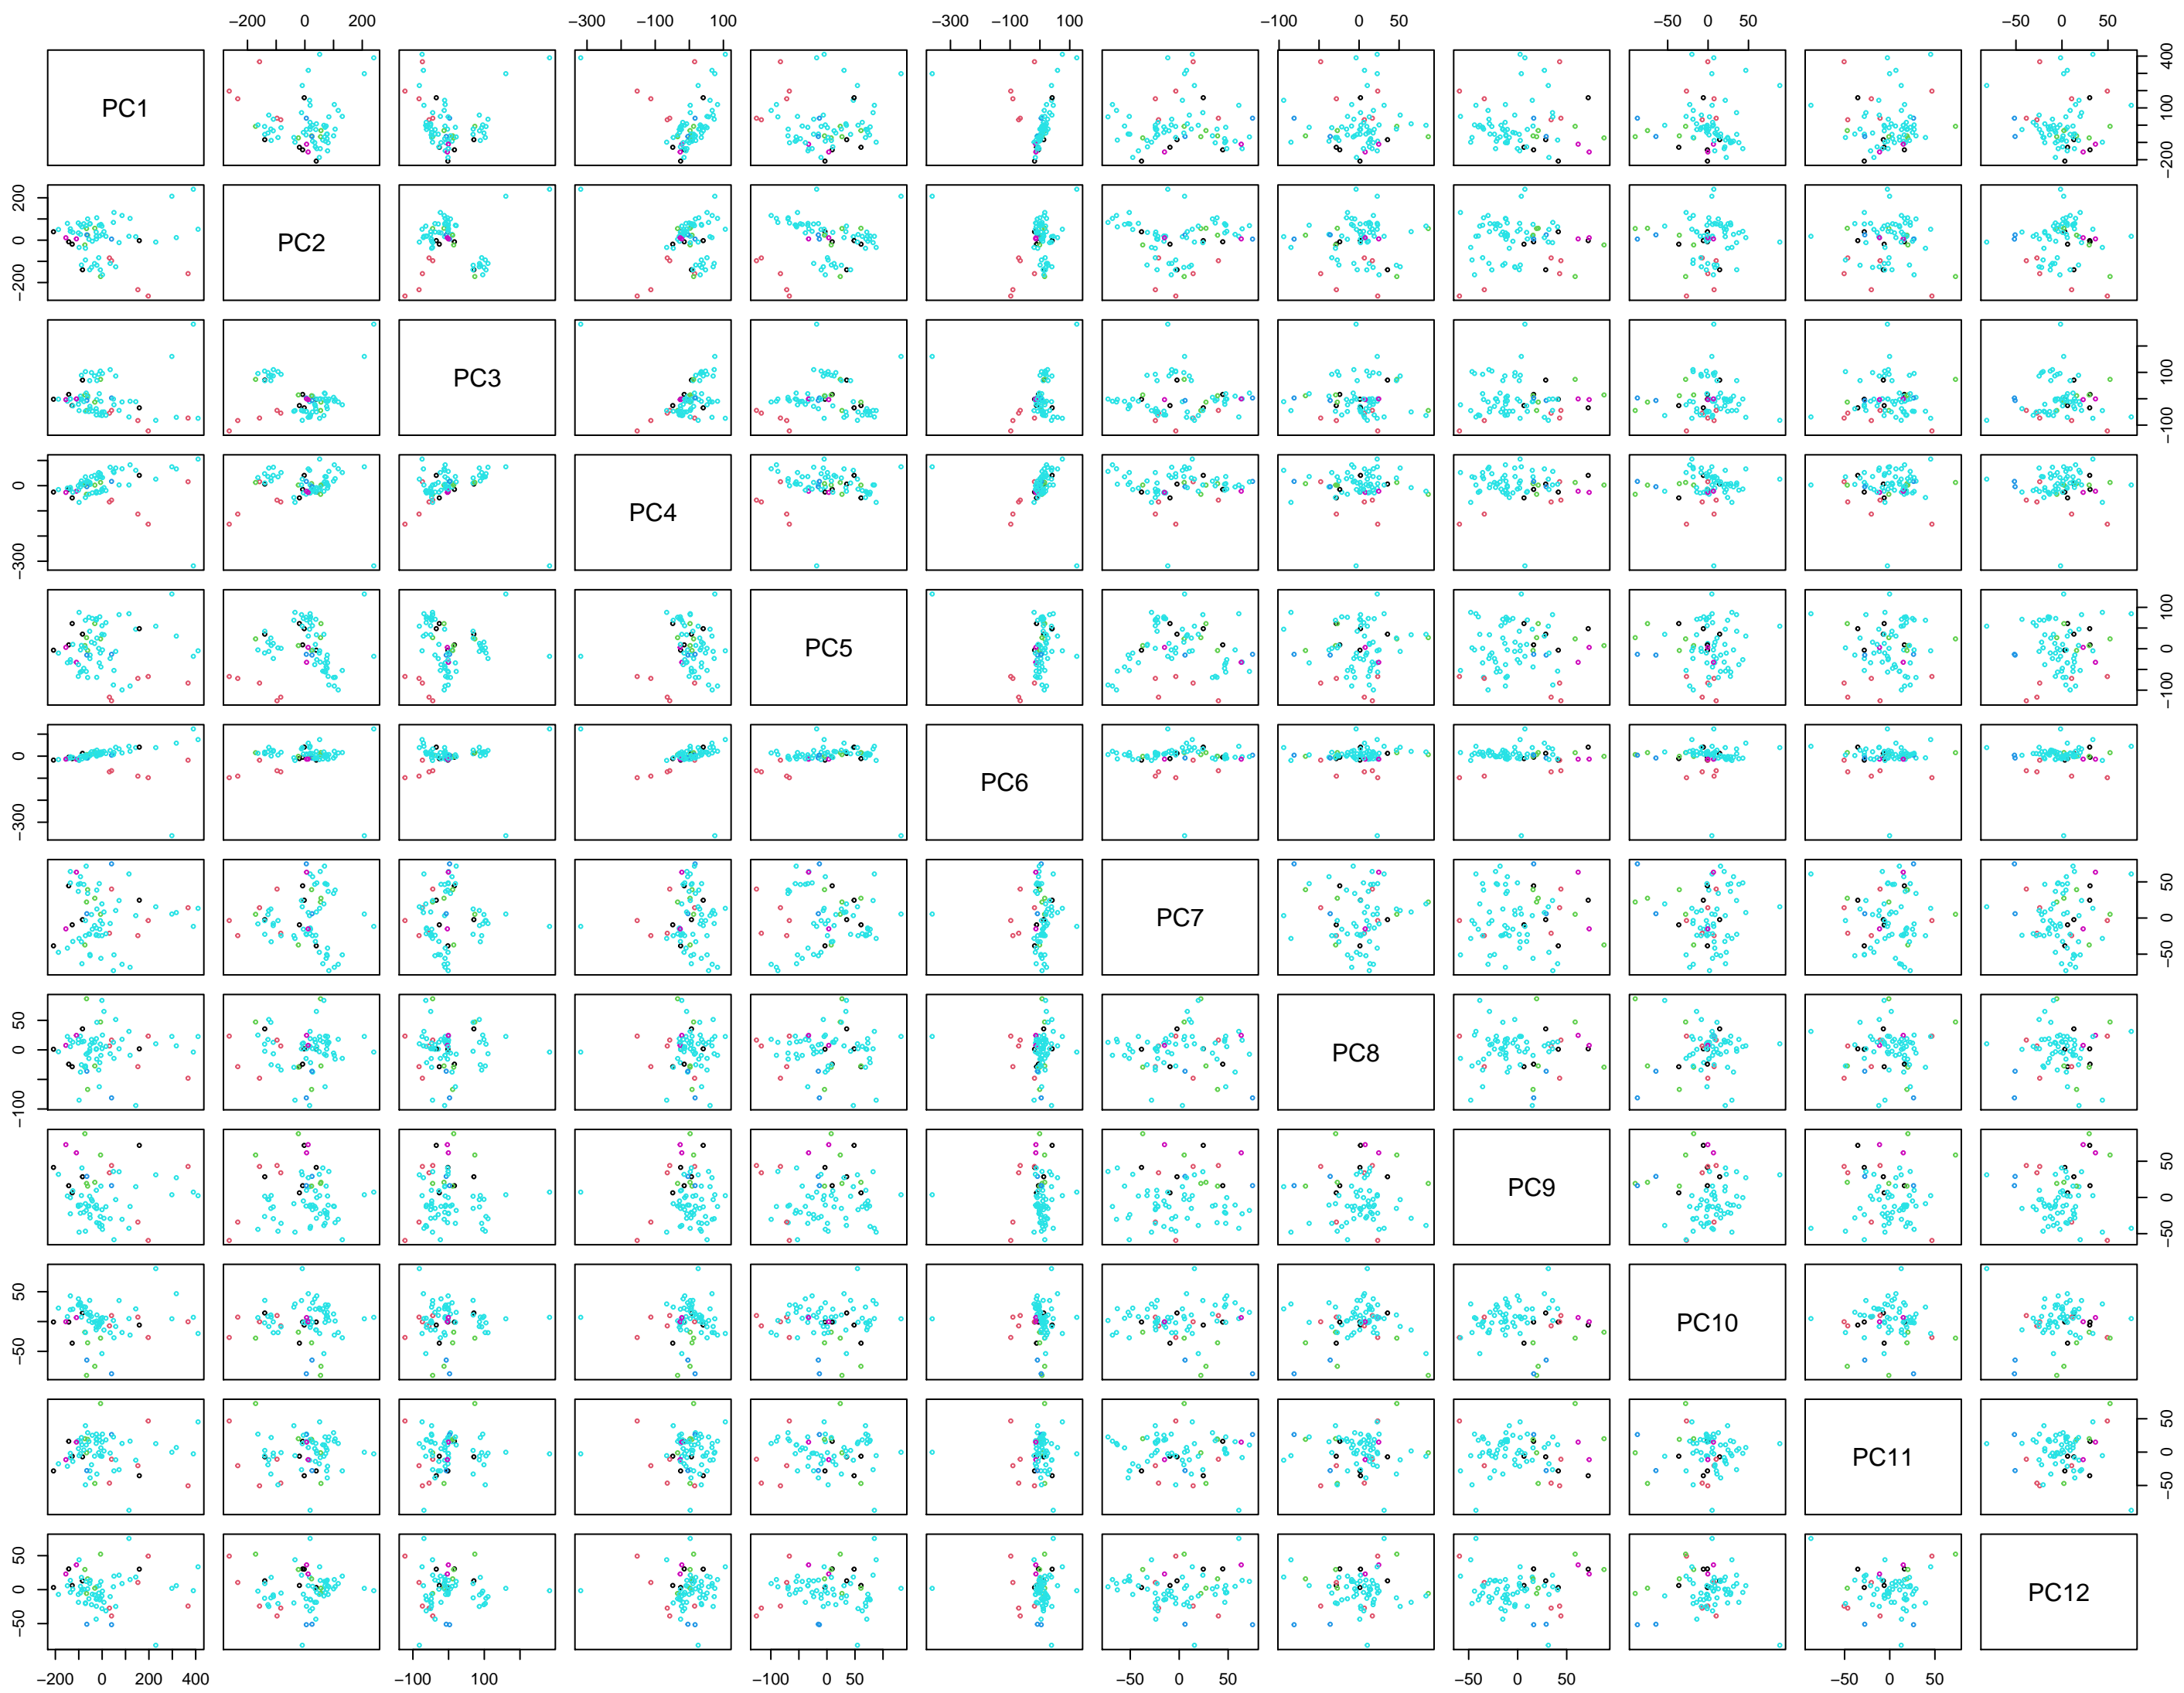 −200 0 200 −300 −100 100 −300 −100 100 −100 0 50 −50 0 50 −50 0 50
PC1 −200 100 400
−200 0 200 PC2
PC3 −100 100
−300 0 PC4
PC5 −100 0 100
−300 0 PC6
PC7 −50 0 50
−100 0 50 PC8
PC9 −50 0 50
−50 50 PC10
PC11 −50 0 50
−50 0 50 PC12
−200 0 200 400 −100 100 −100 0 50 −50 0 50 −50 0 50 −50 0 50